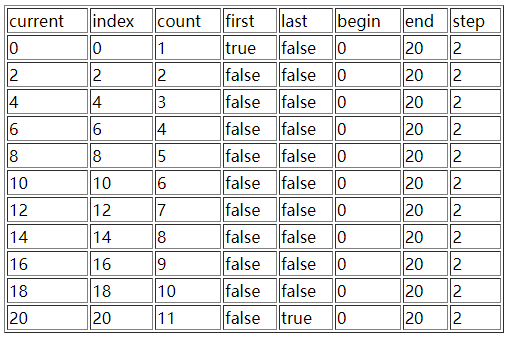 current index count first last begin end step
0 0 1 true false 0 20 2
2 2 2 false false 0 20 2
4 4 3 false false 0 20 2
6 6 4 false false 0 20 2
8 8 5 false false 0 20 2
10 10 6 false false 0 20 2
12 12 7 false false 0 20 2
14 14 8 false false 0 20 2
16 16 9 false false 0 20 2
18 18 10 false false 0 20 2
20 20 11 false true 0 20 2